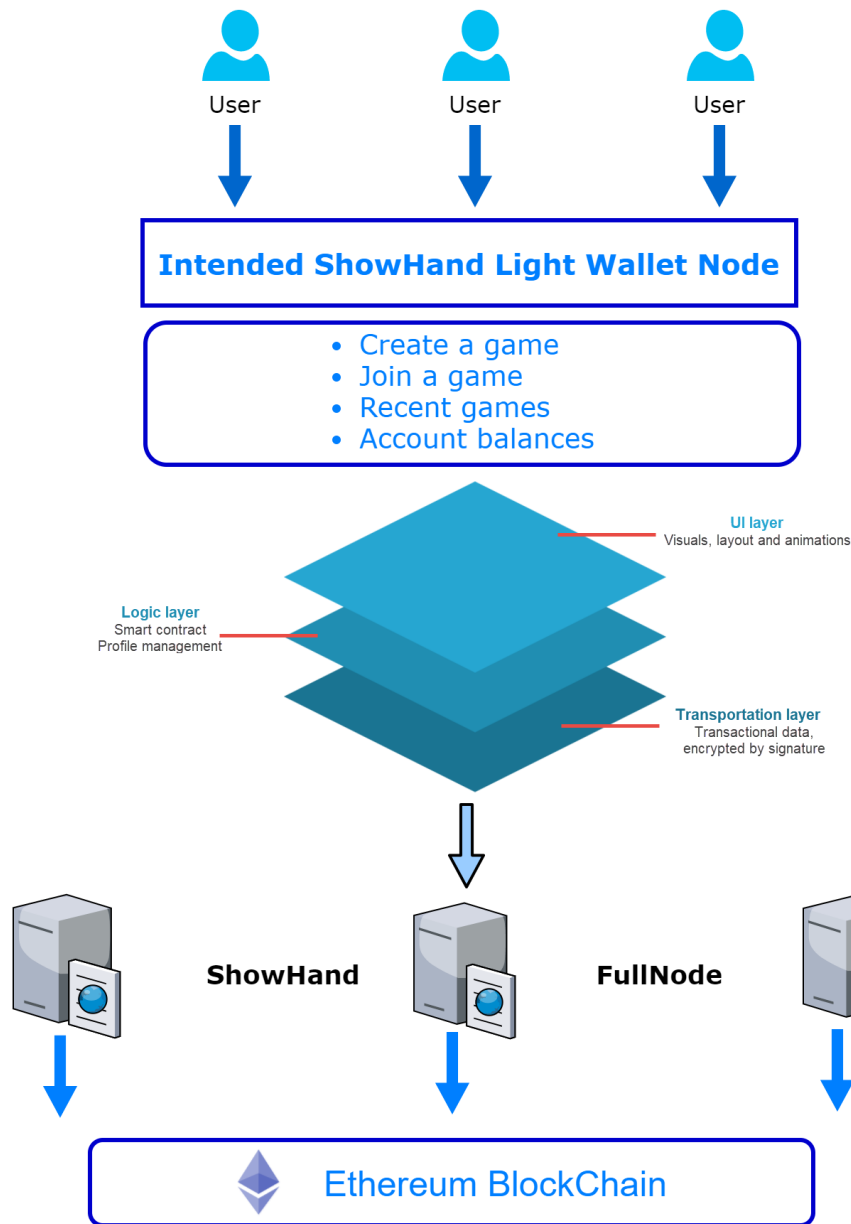 User
User
User
Intended ShowHand Light Wallet Node
• Create a game
• Join a game
• Recent games
• Account balances
UI layer
Visuals, layout and animations
Logic layer
Smart contract
Profile management
Transportation layer
Transactional data,
encrypted by signature
ShowHand
FullNode
Ethereum BlockChain